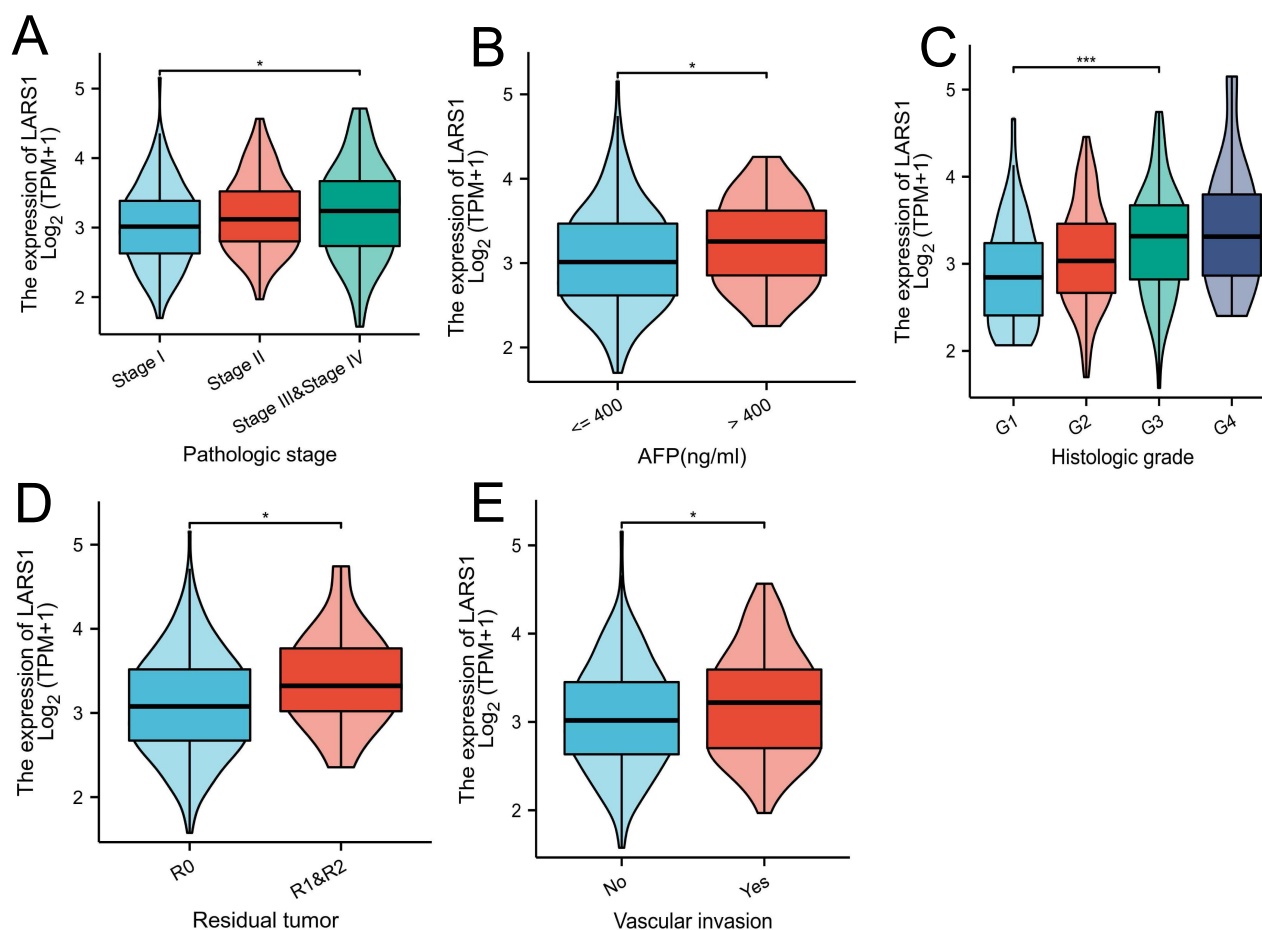 A
The expression of LARS1
Log2 (TPM+1)
5
4
3
2
*
Stage I
Stage II
Stage III&Stage IV
Pathologic stage
B
The expression of LARS1
Log2 (TPM+1)
5
4
3
2
*
<= 400
> 400
AFP(ng/ml)
C
The expression of LARS1
Log2 (TPM+1)
5
4
3
2
***
G1
G2
G3
G4
Histologic grade
D
The expression of LARS1
Log2 (TPM+1)
5
4
3
2
*
R0
R1&R2
Residual tumor
E
The expression of LARS1
Log2 (TPM+1)
5
4
3
2
*
No
Yes
Vascular invasion